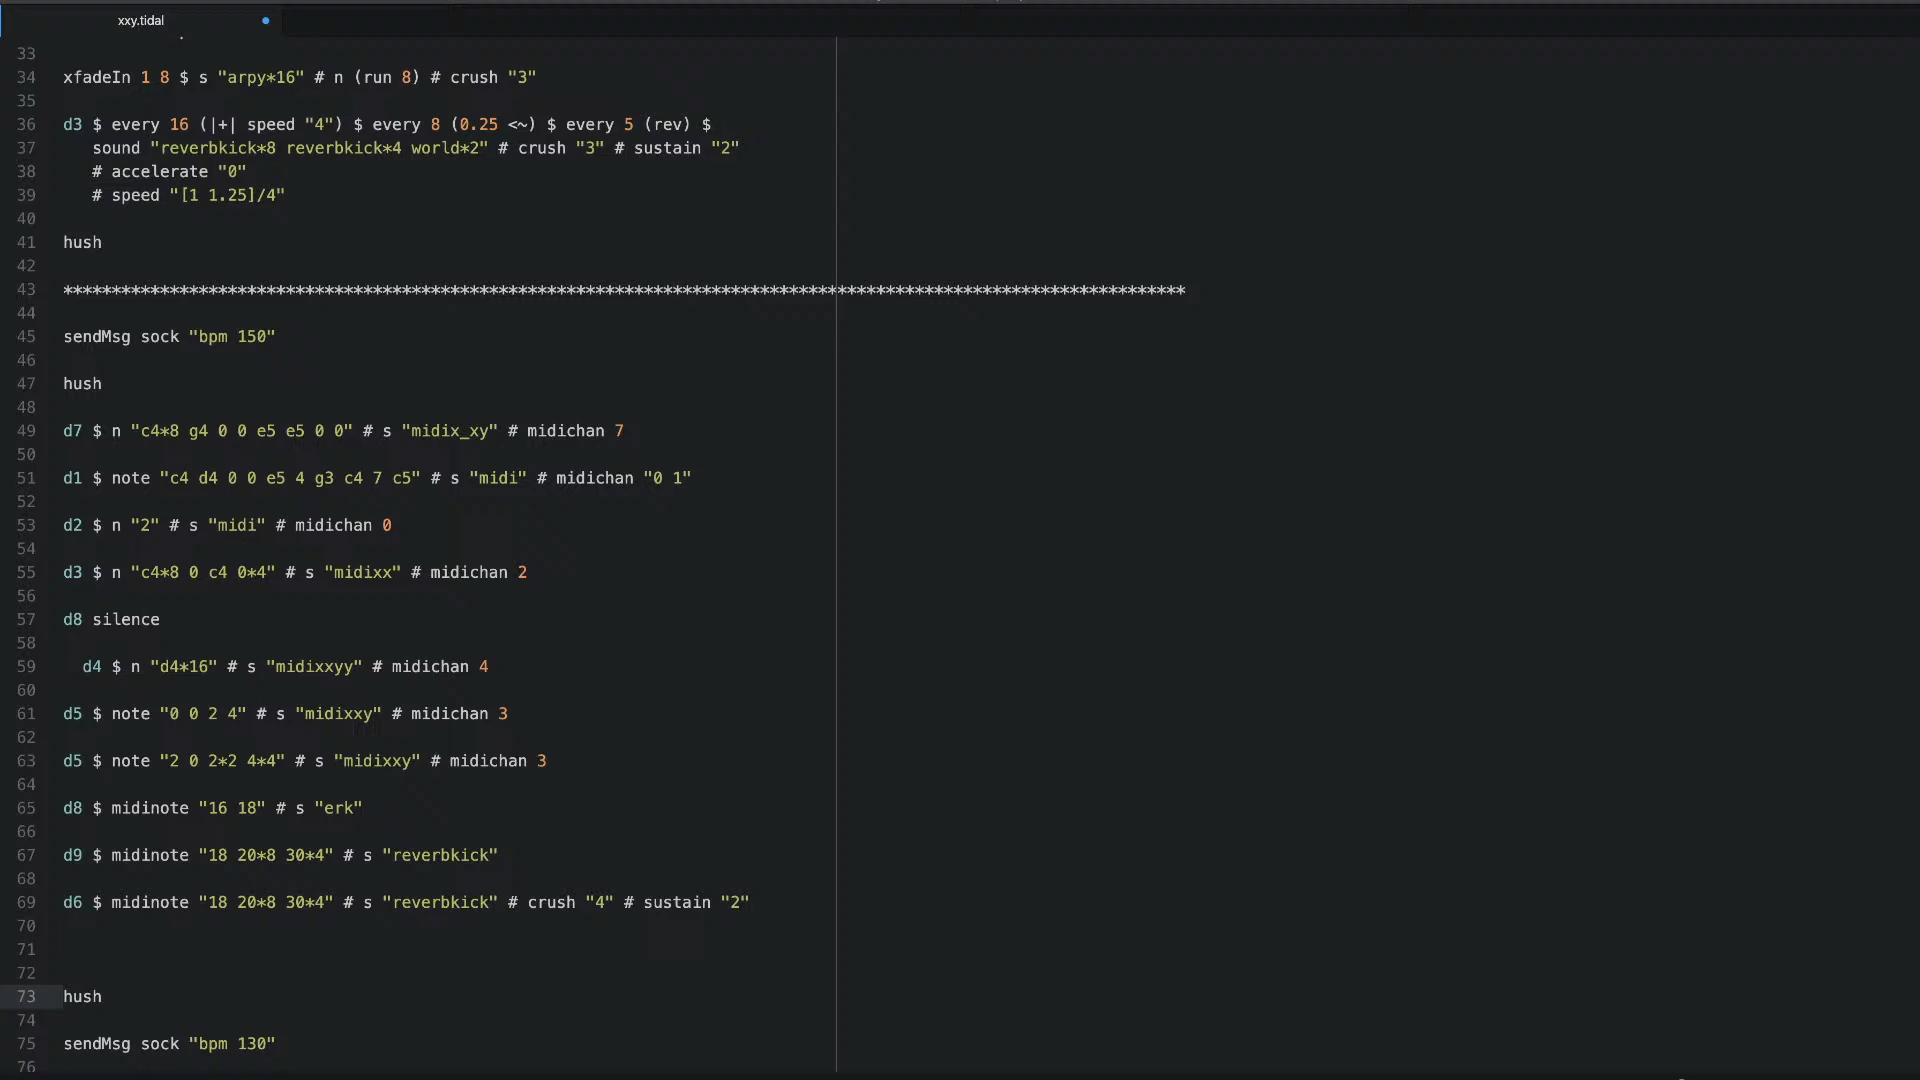 xxy.tidal
33
34 xfadeIn 1 8 $ s "arpy*16" # n (run 8) # crush "3"
35
36 d3 $ every 16 (|+| speed "4") $ every 8 (0.25 <~) $ every 5 (rev) $
37 sound "reverbkick*8 reverbkick*4 world*2" # crush "3" # sustain "2"
38 # accelerate "0"
39 # speed "[1 1.25]/4"
40
41 hush
42
43 *********************************************************************************************************************
44
45 sendMsg sock "bpm 150"
46
47 hush
48
49 d7 $ n "c4*8 g4 0 0 e5 e5 0 0" # s "midix_xy" # midichan 7
50
51 d1 $ note "c4 d4 0 0 e5 4 g3 c4 7 c5" # s "midi" # midichan "0 1"
52
53 d2 $ n "2" # s "midi" # midichan 0
54
55 d3 $ n "c4*8 0 c4 0*4" # s "midixx" # midichan 2
56
57 d8 silence
58
59 d4 $ n "d4*16" # s "midixxyy" # midichan 4
60
61 d5 $ note "0 0 2 4" # s "midixxy" # midichan 3
62
63 d5 $ note "2 0 2*2 4*4" # s "midixxy" # midichan 3
64
65 d8 $ midinote "16 18" # s "erk"
66
67 d9 $ midinote "18 20*8 30*4" # s "reverbkick"
68
69 d6 $ midinote "18 20*8 30*4" # s "reverbkick" # crush "4" # sustain "2"
70
71
72
73 hush
74
75 sendMsg sock "bpm 130"
76